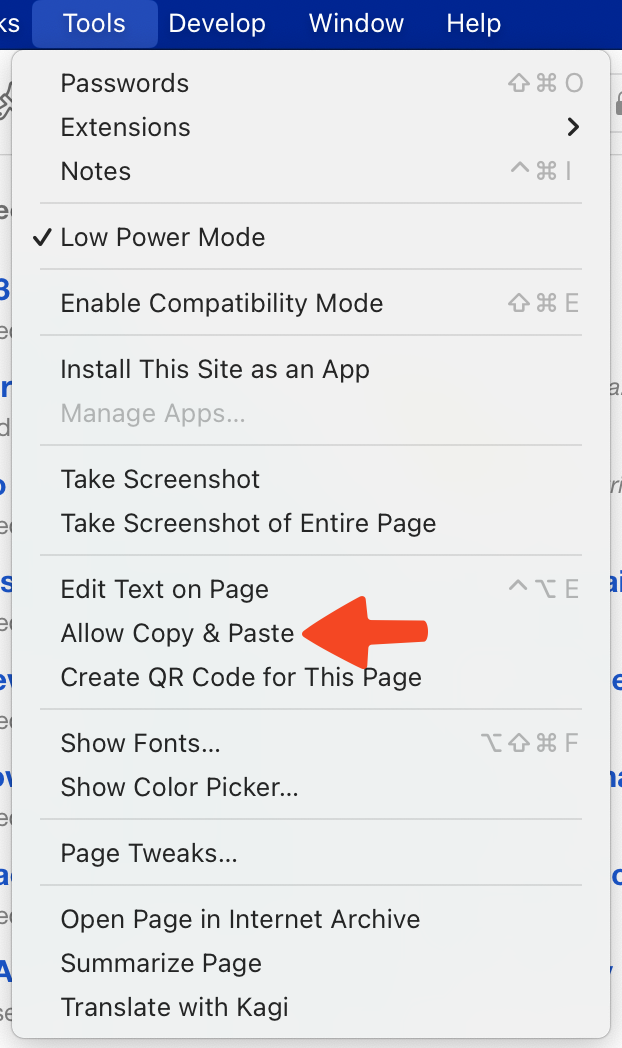 Tools Develop Window Help
Passwords ⇧ ⌘ O
Extensions
Notes ^ ⌘ I
✓ Low Power Mode
Enable Compatibility Mode ⇧ ⌘ E
Install This Site as an App
Manage Apps...
Take Screenshot
Take Screenshot of Entire Page
Edit Text on Page ^ ⌥ E
Allow Copy & Paste
Create QR Code for This Page
Show Fonts... ⌥ ⇧ ⌘ F
Show Color Picker...
Page Tweaks...
Open Page in Internet Archive
Summarize Page
Translate with Kagi